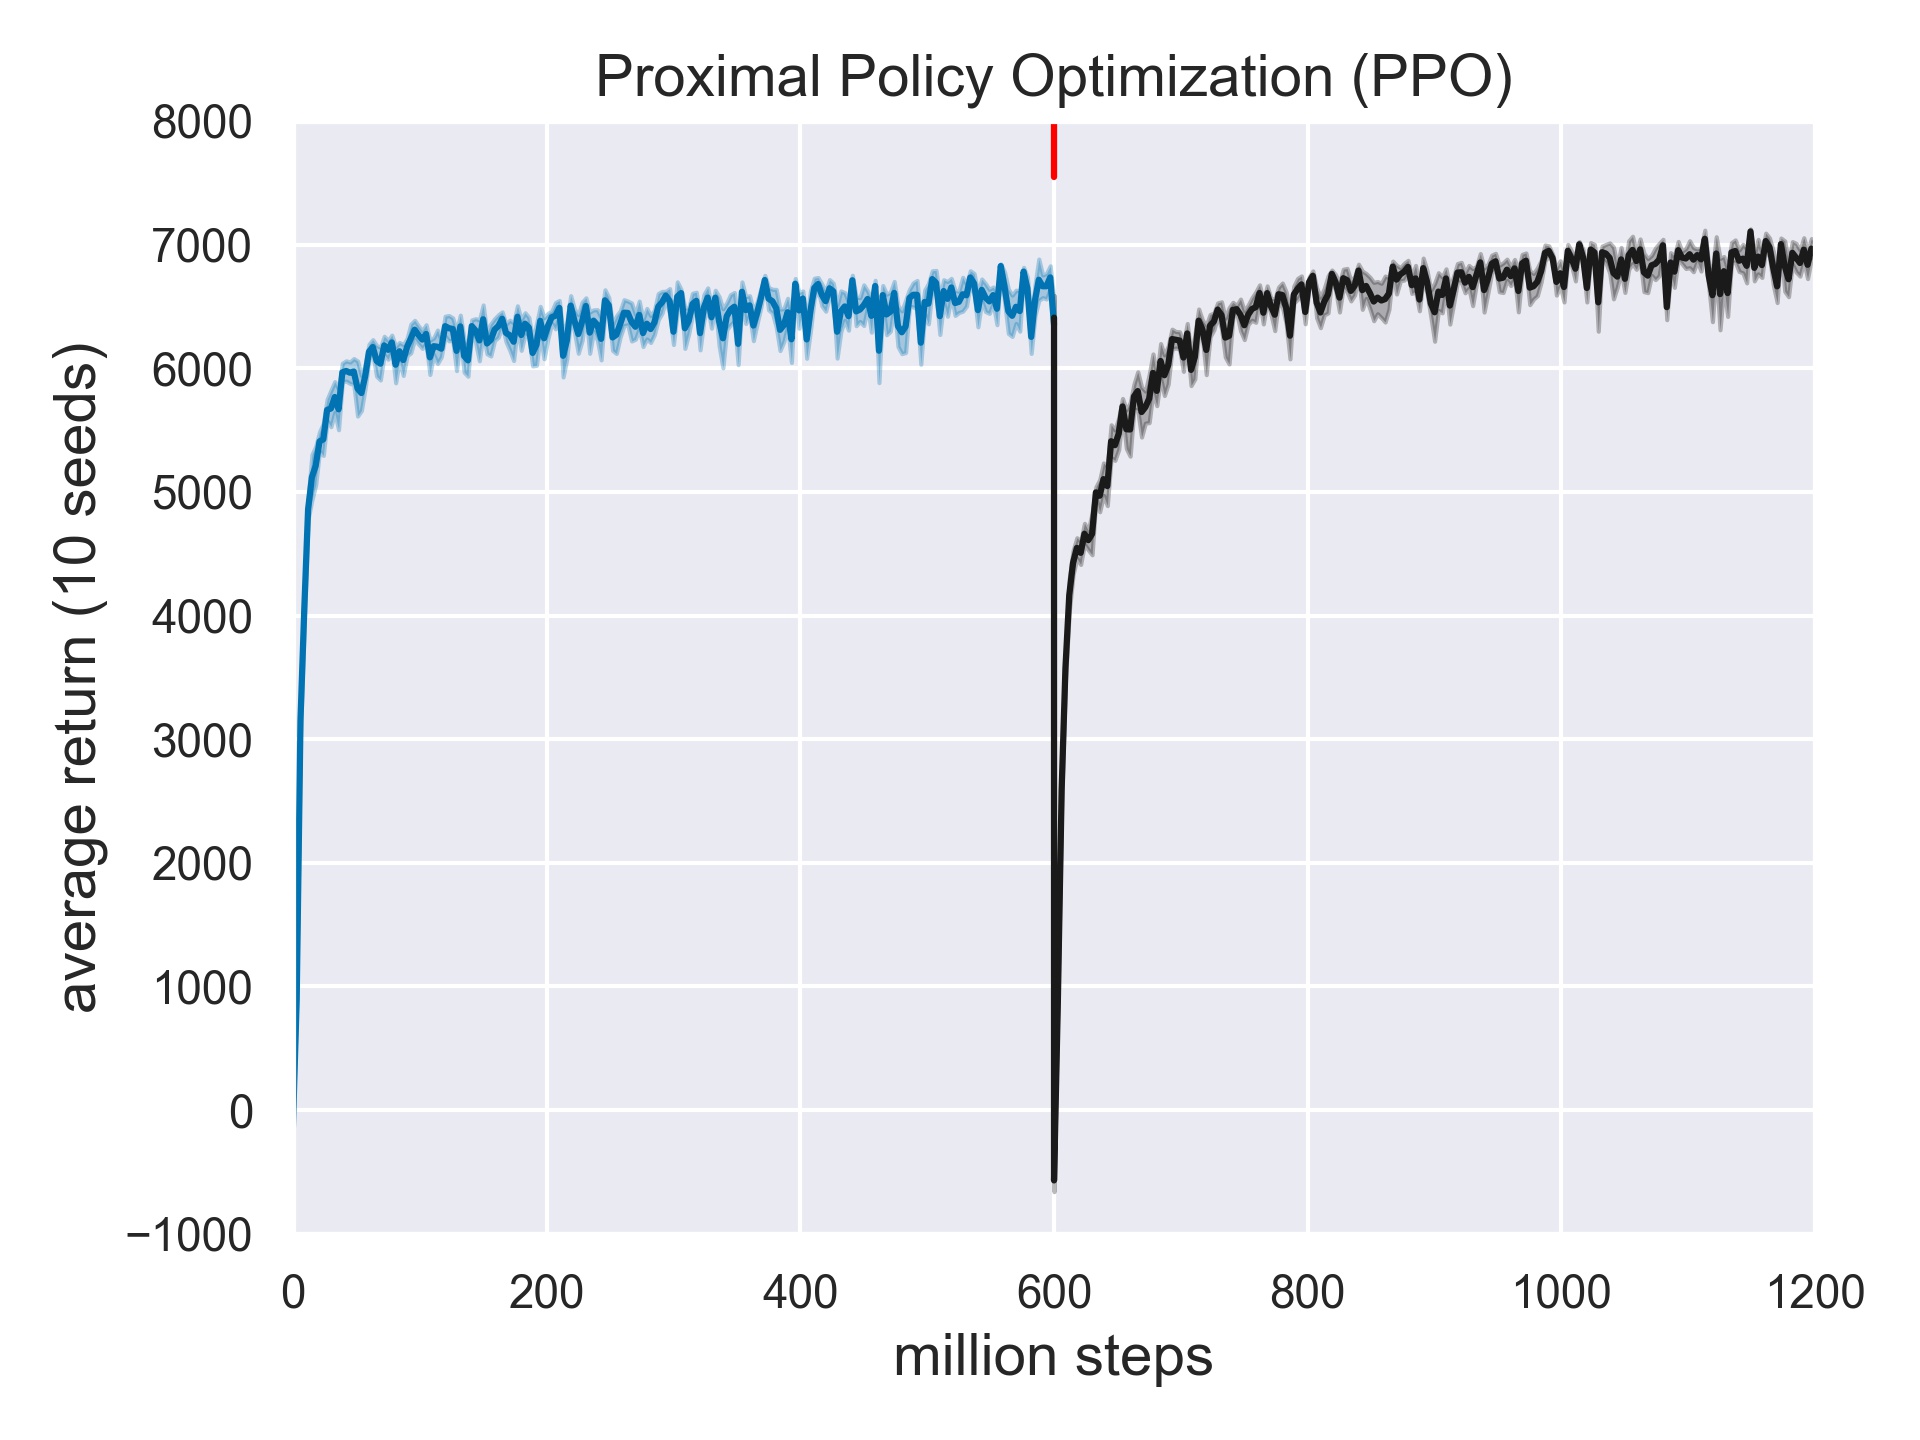 Proximal Policy Optimization (PPO)
8000
7000
6000
5000
4000
3000
2000
1000
0
−1000
average return (10 seeds)
0 200 400 600 800 1000 1200
million steps